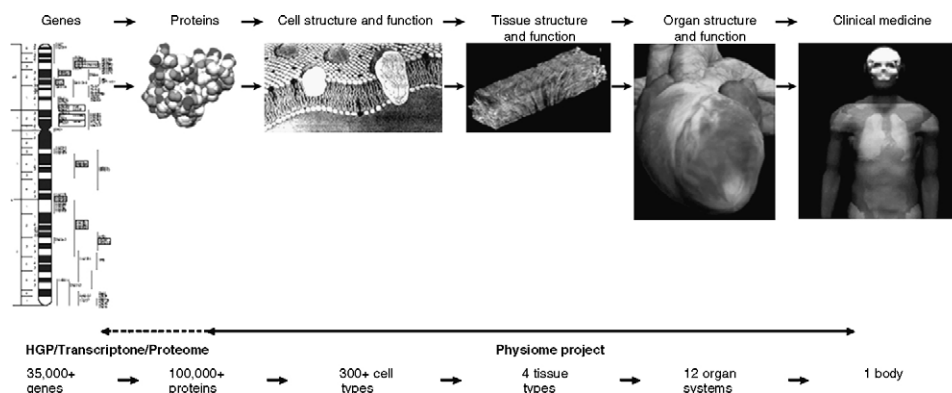 Genes
Proteins
Cell structure and function
Tissue structure
and function
Organ structure
and function
Clinical medicine
HGP/Transcriptone/Proteome
Physiome project
35,000+
genes
100,000+
proteins
300+ cell
types
4 tissue
types
12 organ
systems
1 body